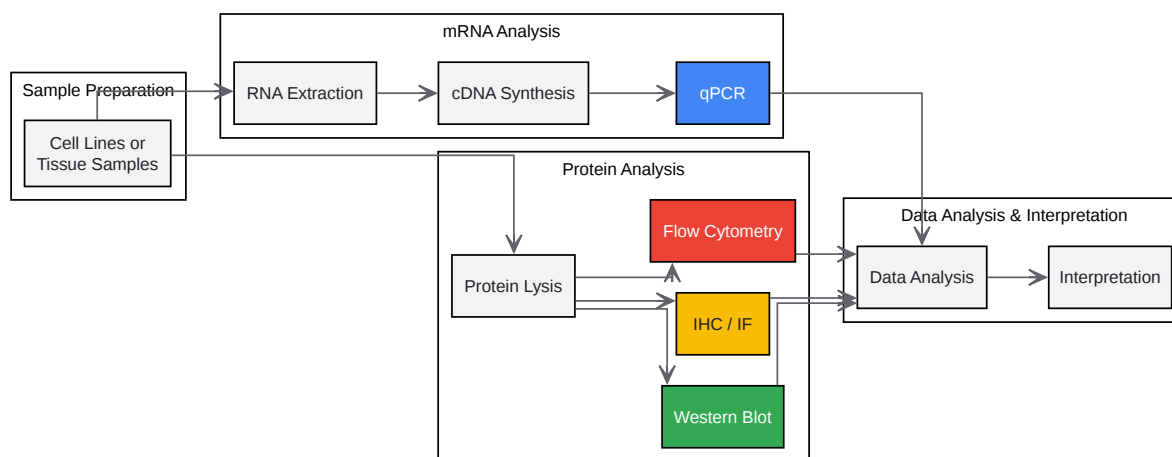 mRNA Analysis
Sample Preparation
RNA Extraction
cDNA Synthesis
qPCR
Cell Lines or
Tissue Samples
Protein Analysis
Flow Cytometry
Protein Lysis
IHC / IF
Western Blot
Data Analysis & Interpretation
Data Analysis
Interpretation